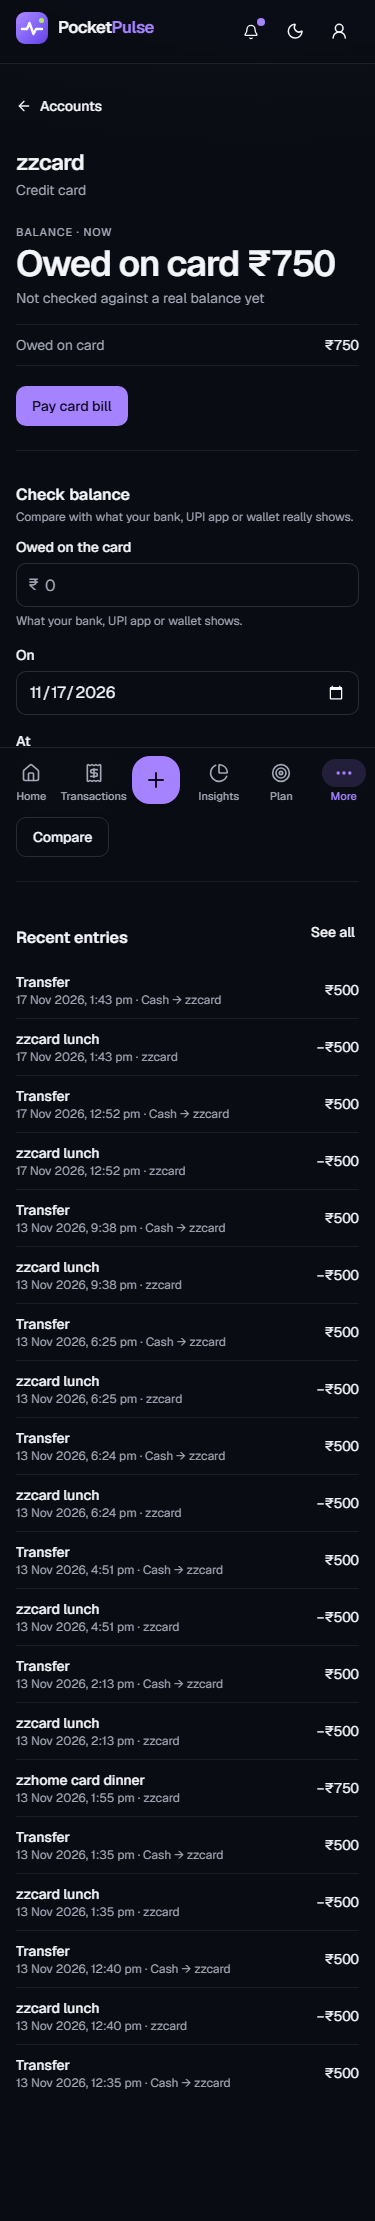 PocketPulse
Accounts
zzcard
Credit card
BALANCE · NOW
Owed on card ₹750
Not checked against a real balance yet
Owed on card ₹750
Pay card bill
Check balance
Compare with what your bank, UPI app or wallet really shows.
Owed on the card
₹ 0
What your bank, UPI app or wallet shows.
On
11/17/2026
At
Home Transactions Insights Plan More
Compare
Recent entries See all
Transfer
₹500
17 Nov 2026, 1:43 pm · Cash → zzcard
zzcard lunch
−₹500
17 Nov 2026, 1:43 pm · zzcard
Transfer
₹500
17 Nov 2026, 12:52 pm · Cash → zzcard
zzcard lunch
−₹500
17 Nov 2026, 12:52 pm · zzcard
Transfer
₹500
13 Nov 2026, 9:38 pm · Cash → zzcard
zzcard lunch
−₹500
13 Nov 2026, 9:38 pm · zzcard
Transfer
₹500
13 Nov 2026, 6:25 pm · Cash → zzcard
zzcard lunch
−₹500
13 Nov 2026, 6:25 pm · zzcard
Transfer
₹500
13 Nov 2026, 6:24 pm · Cash → zzcard
zzcard lunch
−₹500
13 Nov 2026, 6:24 pm · zzcard
Transfer
₹500
13 Nov 2026, 4:51 pm · Cash → zzcard
zzcard lunch
−₹500
13 Nov 2026, 4:51 pm · zzcard
Transfer
₹500
13 Nov 2026, 2:13 pm · Cash → zzcard
zzcard lunch
−₹500
13 Nov 2026, 2:13 pm · zzcard
zzhome card dinner
−₹750
13 Nov 2026, 1:55 pm · zzcard
Transfer
₹500
13 Nov 2026, 1:35 pm · Cash → zzcard
zzcard lunch
−₹500
13 Nov 2026, 1:35 pm · zzcard
Transfer
₹500
13 Nov 2026, 12:40 pm · Cash → zzcard
zzcard lunch
−₹500
13 Nov 2026, 12:40 pm · zzcard
Transfer
₹500
13 Nov 2026, 12:35 pm · Cash → zzcard